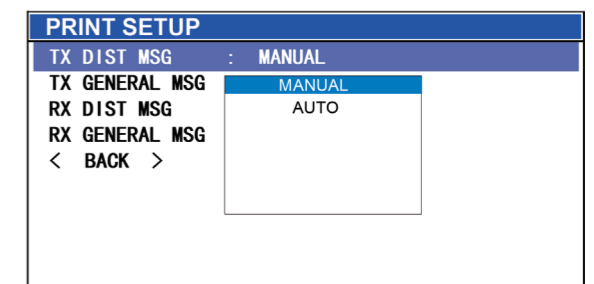 PRINT SETUP
TX DIST MSG : MANUAL
TX GENERAL MSG
MANUAL
RX DIST MSG
AUTO
RX GENERAL MSG
< BACK >